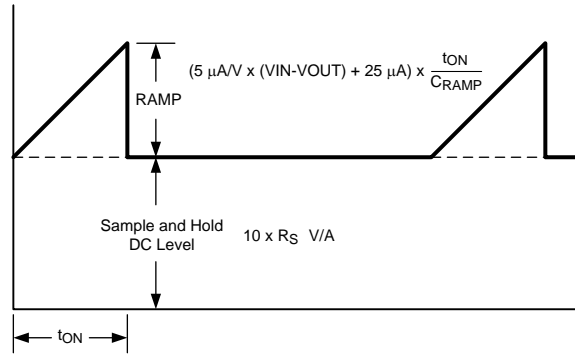 (5 μA/V x (VIN-VOUT) + 25 μA) x tON
CRAMP
RAMP
Sample and Hold
DC Level
10 x RS V/A
tON